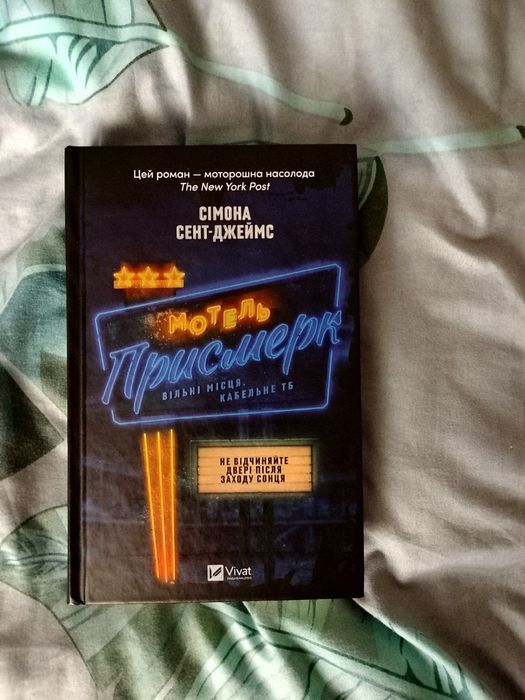 Цей роман — моторошна насолода
The New York Post
СІМОНА
СЕНТ-ДЖЕЙМС
МОТЕЛЬ
Присмерк
ВІЛЬНІ МІСЦЯ.
КАБЕЛЬНЕ ТБ
НЕ ВІДЧИНЯЙТЕ
ДВЕРІ ПІСЛЯ
ЗАХОДУ СОНЦЯ
Vivat